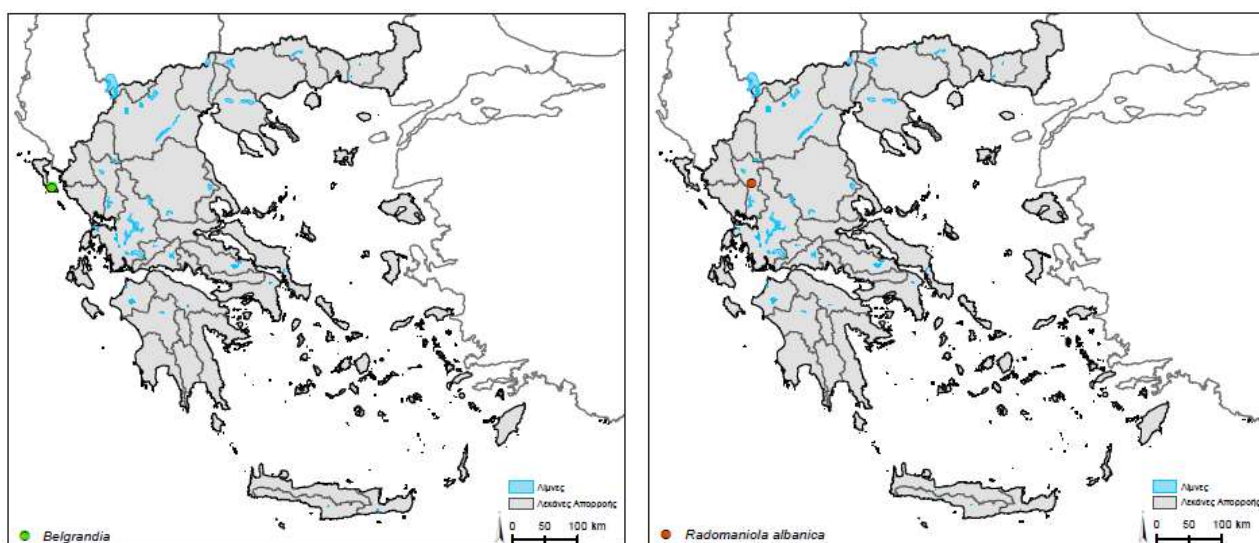 Λίμνες
Λεκάνες Απορροής
0 50 100 km
Belgrandia
Λίμνες
Λεκάνες Απορροής
0 50 100 km
Radomaniola albanica